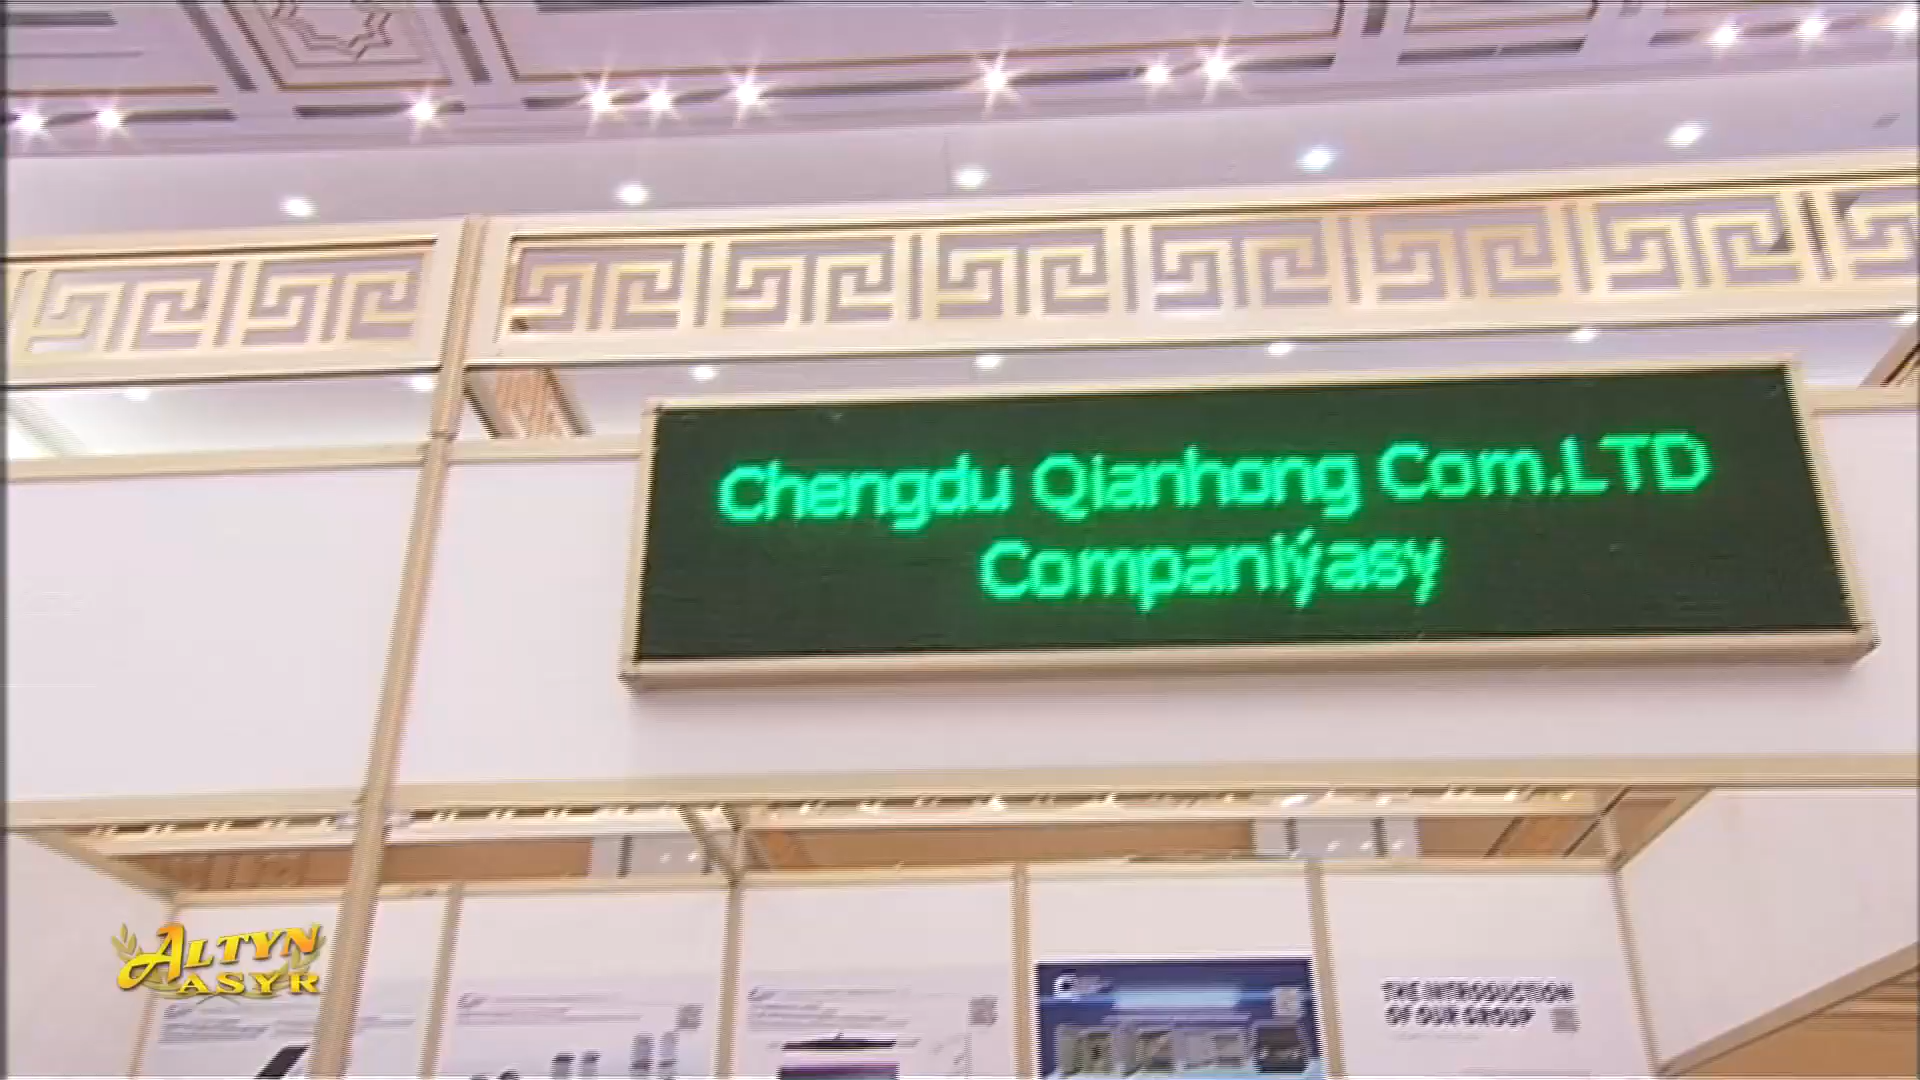 Chengdu Qianhong Com.LTD
Companiýasy
ALTYN
ASYR
THE INTRODUCTION
OF OUR GROUP